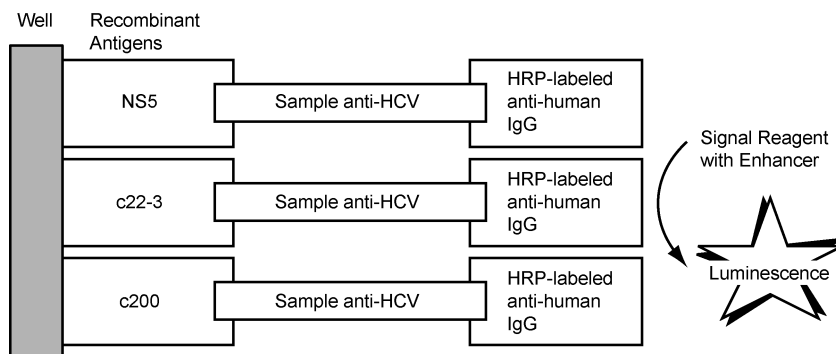 Well
Recombinant
Antigens
NS5
Sample anti-HCV
HRP-labeled
anti-human
IgG
c22-3
Sample anti-HCV
HRP-labeled
anti-human
IgG
c200
Sample anti-HCV
HRP-labeled
anti-human
IgG
Signal Reagent
with Enhancer
Luminescence